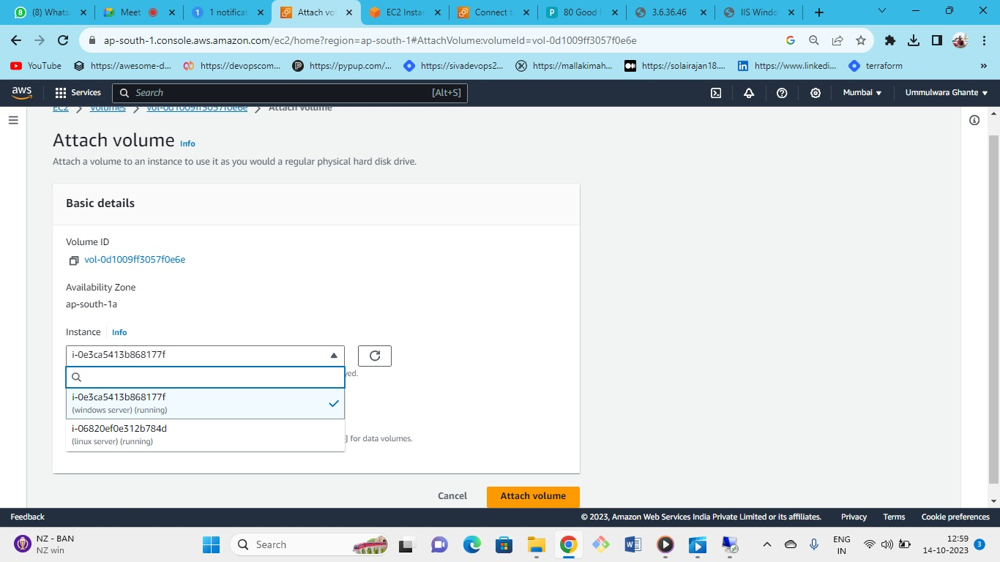 (8) Whats
Meet
1 notificat
Attach vol
EC2 Instan
Connect t
80 Good
3.6.36.46
IIS Windo
ap-south-1.console.aws.amazon.com/ec2/home?region=ap-south-1#AttachVolume:volumeId=vol-0d1009ff3057f0e6e
YouTube
https://awesome-d...
https://devopscom...
https://pypup.com/...
https://sivadevops2...
https://mallakimah...
https://solairajan18....
https://www.linkedi...
terraform
»
aws
Services
Search
[Alt+S]
Mumbai
Ummulwara Ghante
EC2
Volumes
vol-0d1009ff3057f0e6e
Attach volume
Attach volume Info
Attach a volume to an instance to use it as you would a regular physical hard disk drive.
Basic details
Volume ID
vol-0d1009ff3057f0e6e
Availability Zone
ap-south-1a
Instance Info
i-0e3ca5413b868177f
ved.
i-0e3ca5413b868177f
(windows server) (running)
i-06820ef0e312b784d
(linux server) (running)
] for data volumes.
Cancel
Attach volume
Feedback
© 2023, Amazon Web Services India Private Limited or its affiliates.
Privacy
Terms
Cookie preferences
NZ - BAN
NZ win
Search
ENG
IN
12:59
14-10-2023
3